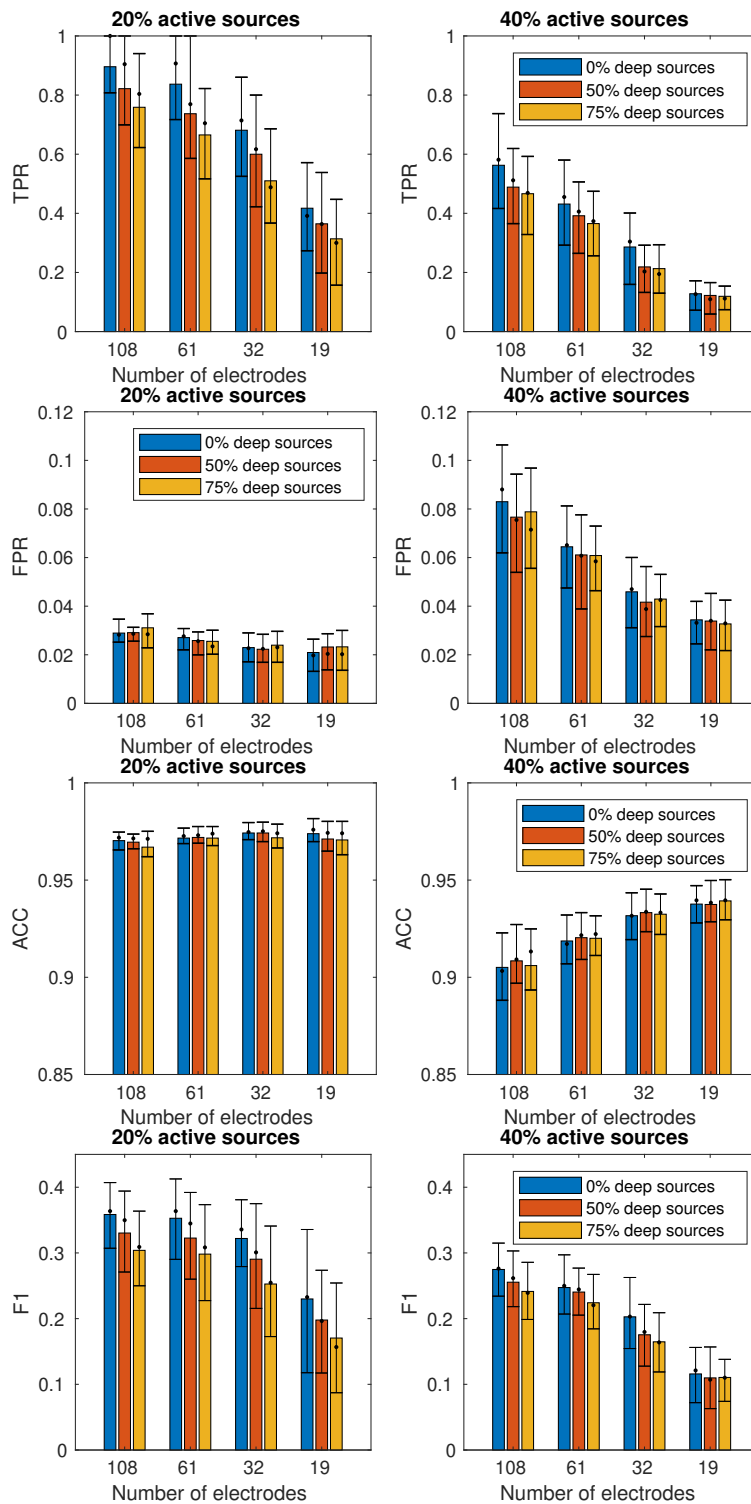 20% active sources
1
0.8
0.6
0.4
0.2
0
TPR
108 61 32 19
Number of electrodes
40% active sources
1
0.8
0.6
0.4
0.2
0
TPR
0% deep sources
50% deep sources
75% deep sources
108 61 32 19
Number of electrodes
20% active sources
0.12
0.1
0.08
0.06
0.04
0.02
0
FPR
0% deep sources
50% deep sources
75% deep sources
108 61 32 19
Number of electrodes
40% active sources
0.12
0.1
0.08
0.06
0.04
0.02
0
FPR
108 61 32 19
Number of electrodes
20% active sources
1
0.95
0.9
0.85
ACC
108 61 32 19
Number of electrodes
40% active sources
1
0.95
0.9
0.85
ACC
0% deep sources
50% deep sources
75% deep sources
108 61 32 19
Number of electrodes
20% active sources
0.4
0.3
0.2
0.1
0
F1
108 61 32 19
Number of electrodes
40% active sources
0.4
0.3
0.2
0.1
0
F1
0% deep sources
50% deep sources
75% deep sources
108 61 32 19
Number of electrodes